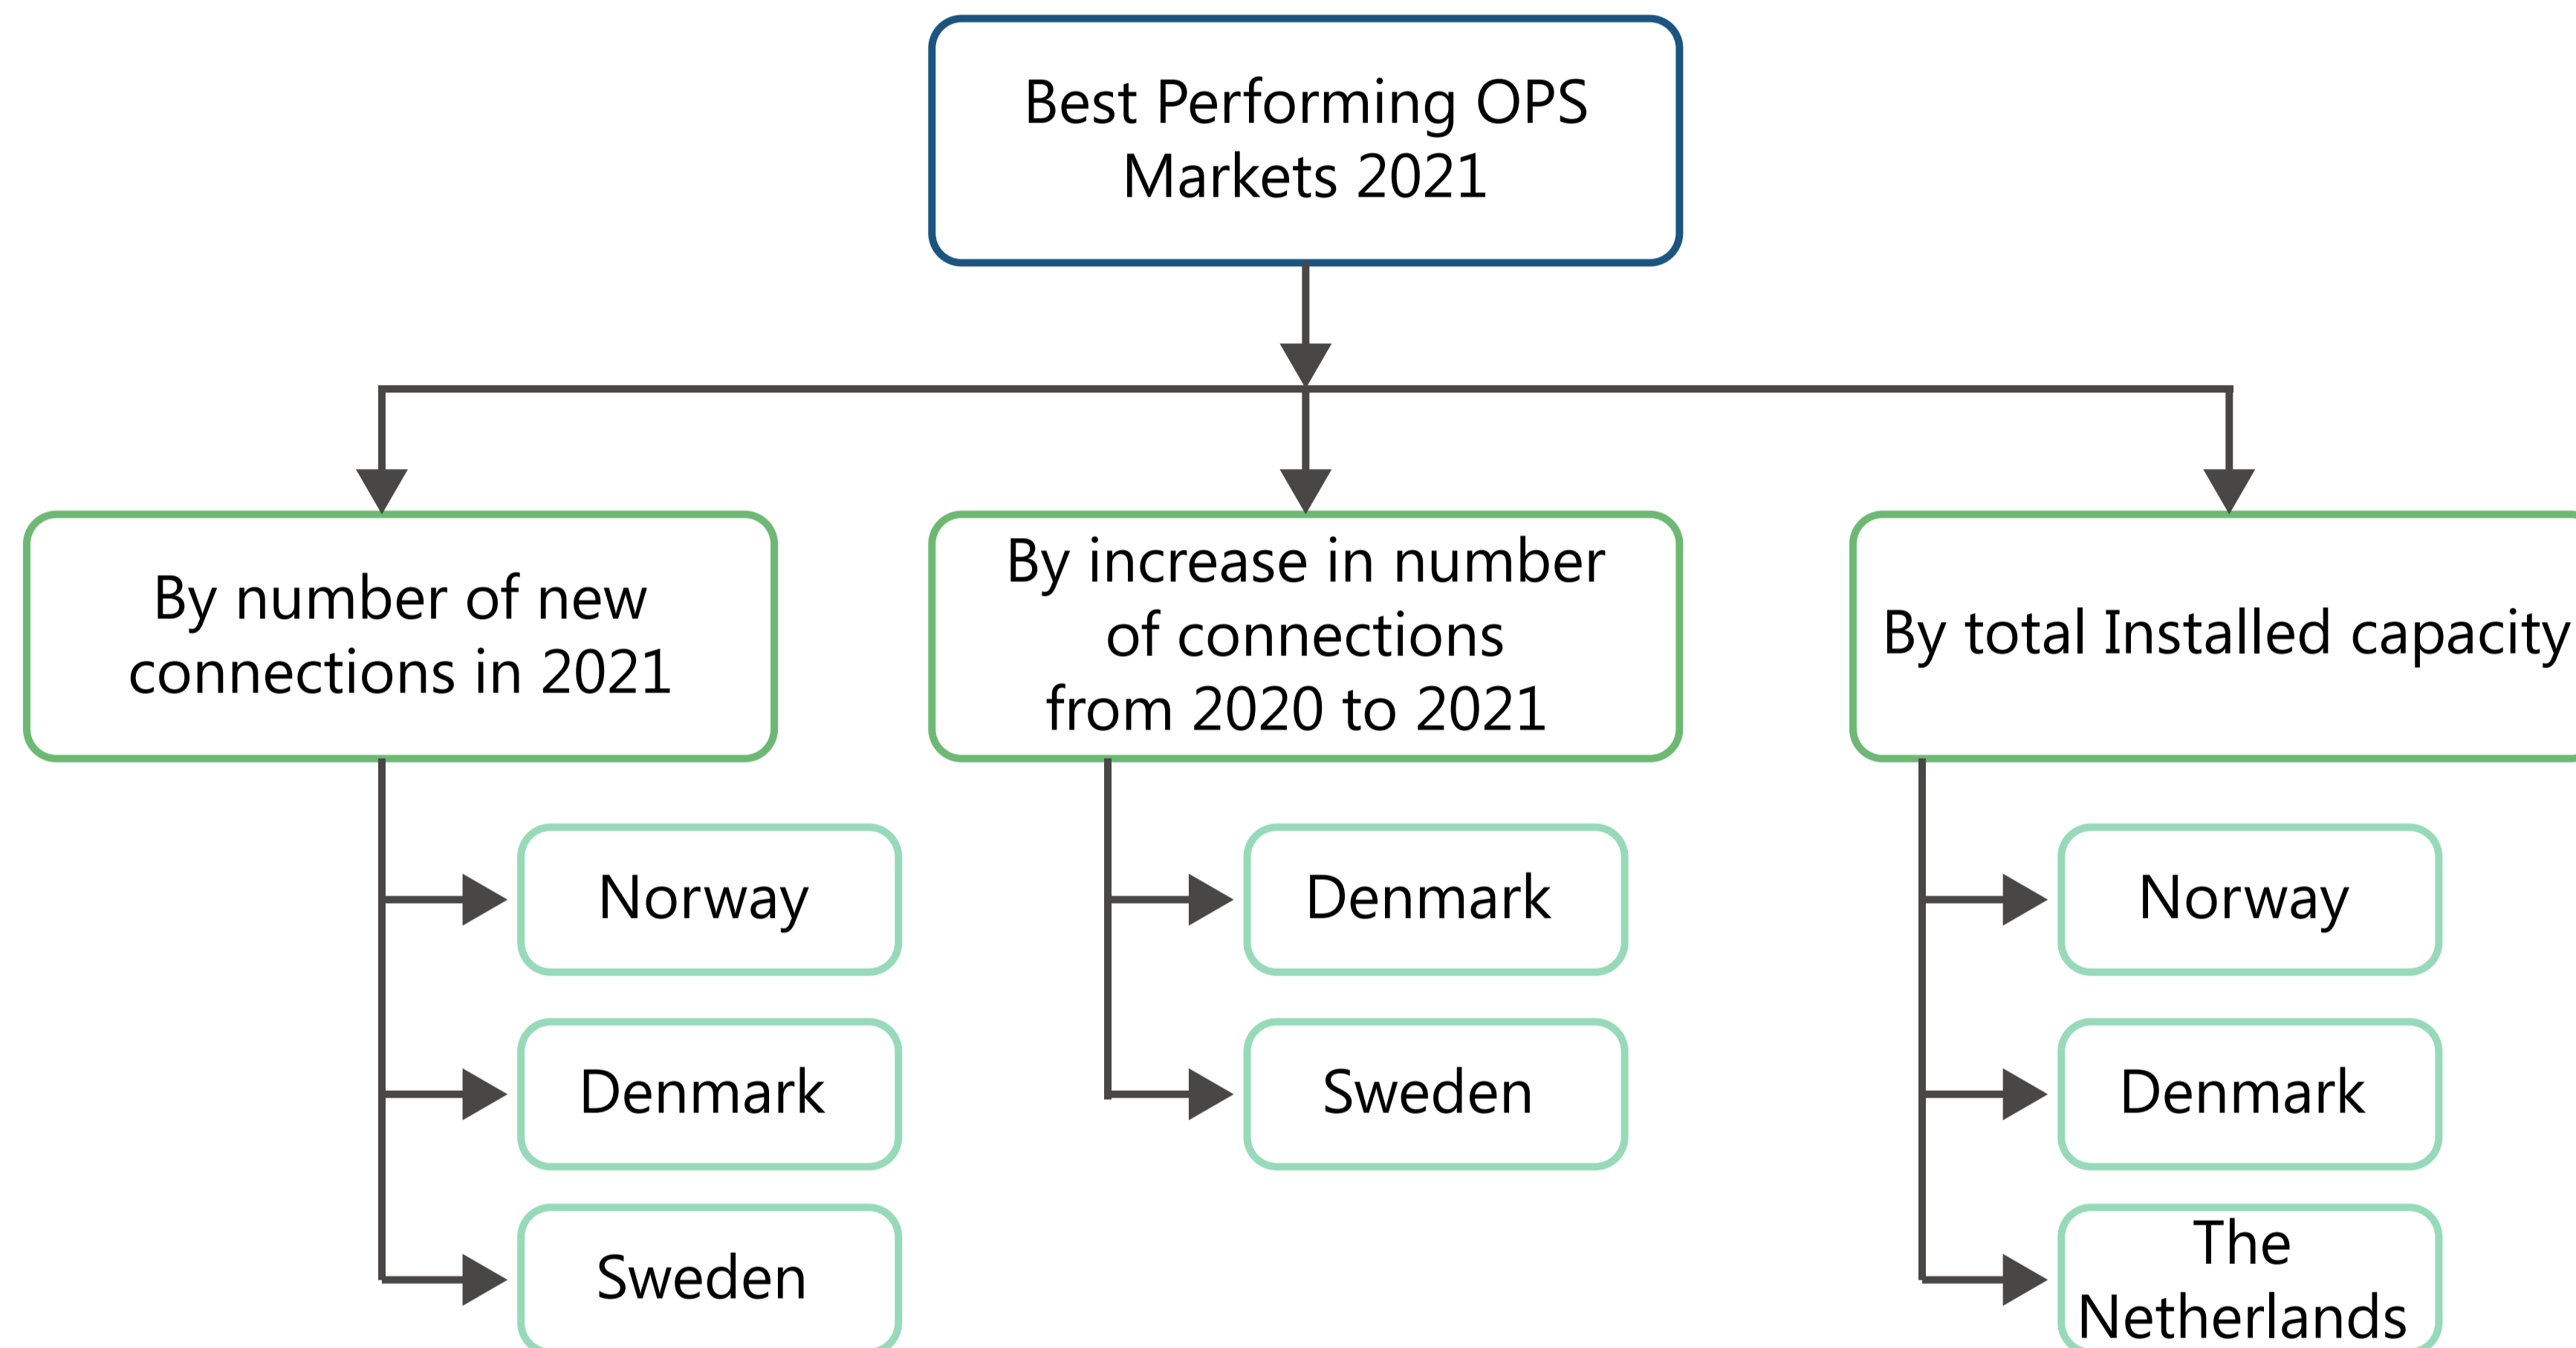 Best Performing OPS
Markets 2021
By number of new
connections in 2021
By increase in number
of connections
from 2020 to 2021
By total Installed capacity
Norway
Denmark
Sweden
Denmark
Sweden
Norway
Denmark
The
Netherlands